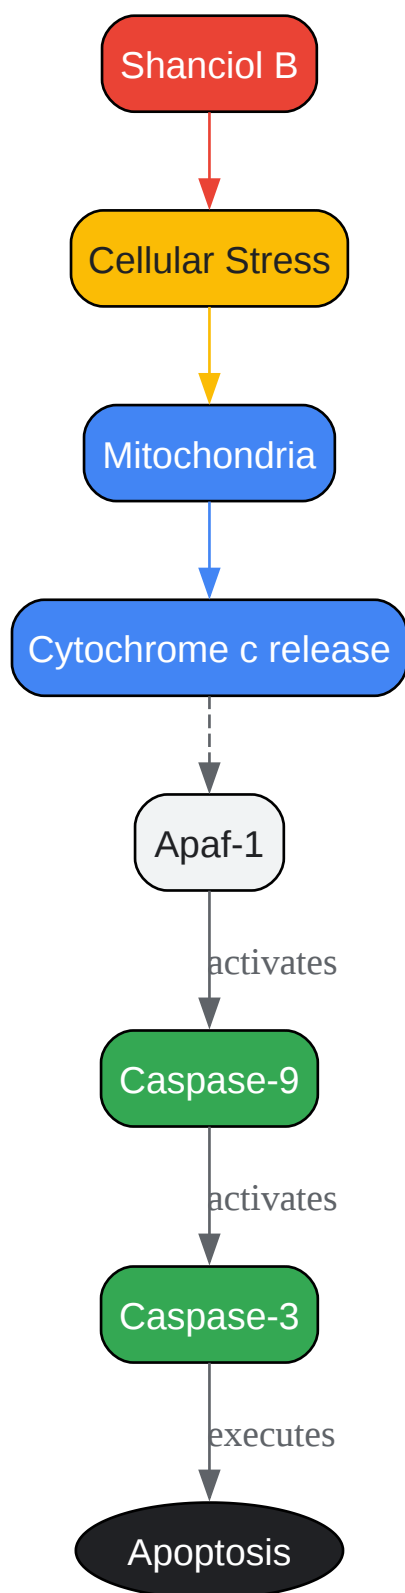 Shanciol B
Cellular Stress
Mitochondria
Cytochrome c release
Apaf-1
activates
Caspase-9
activates
Caspase-3
executes
Apoptosis